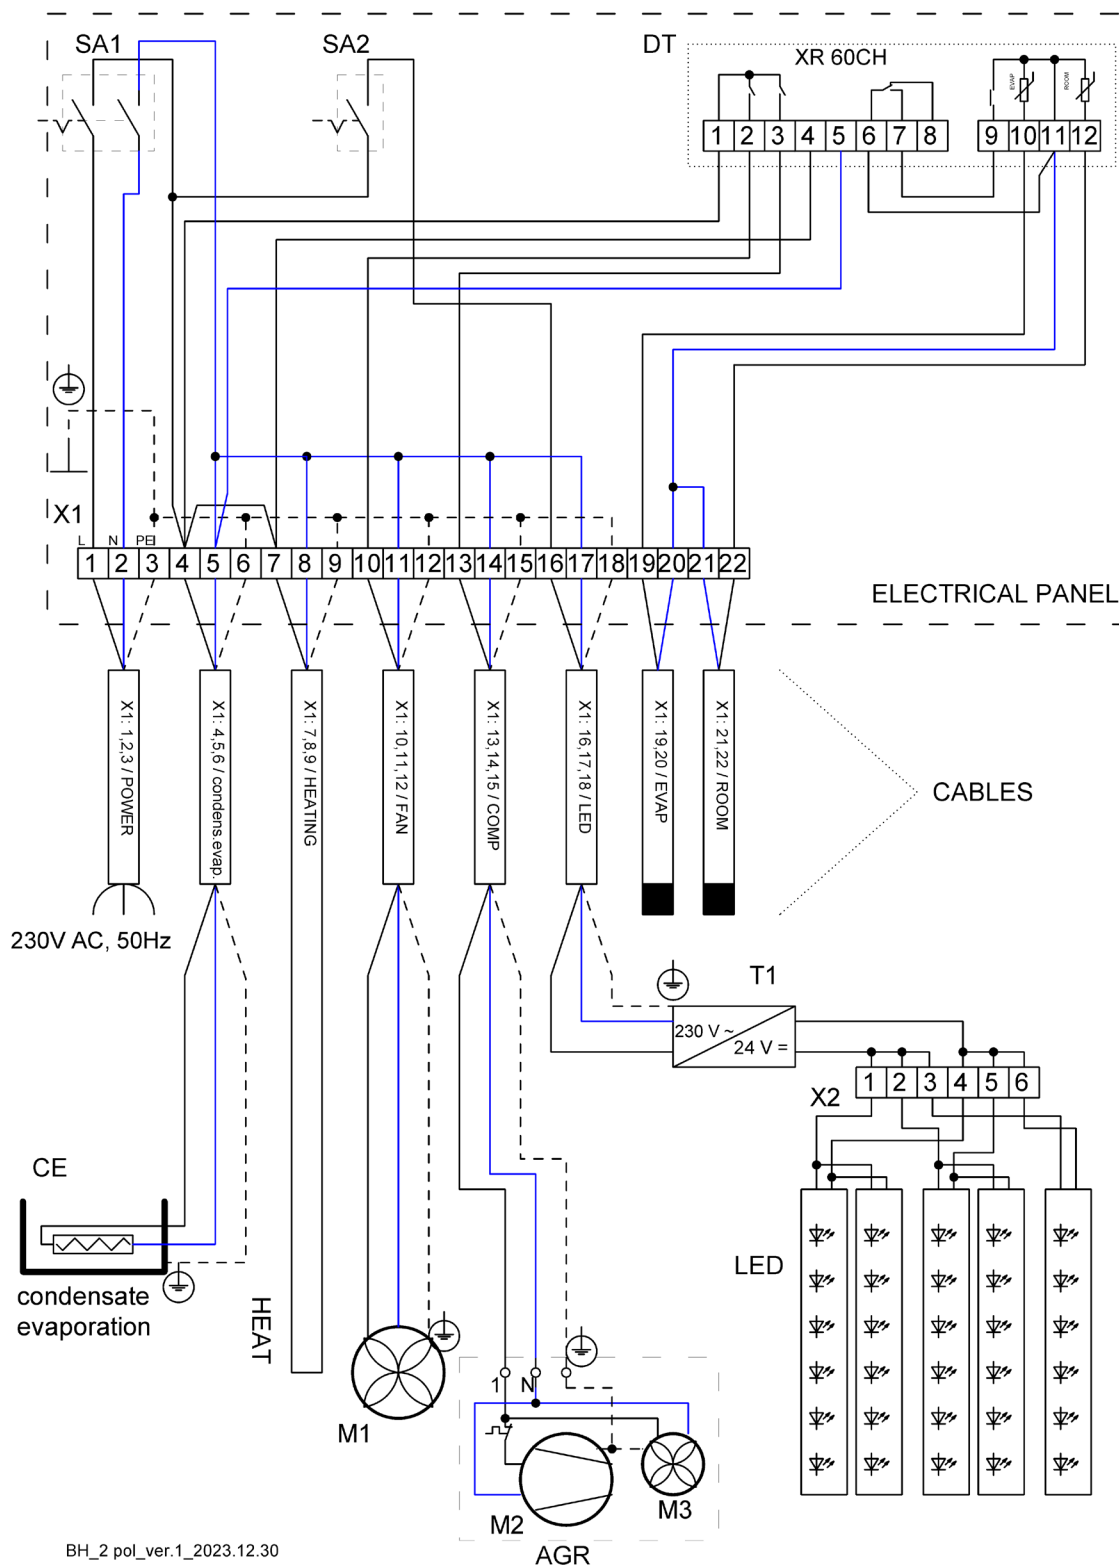 SA1
SA2
DT
XR 60CH
EVAP
ROOM
1 2 3 4 5 6 7 8
9 10 11 12
X1
L N PE
1 2 3 4 5 6 7 8 9 10 11 12 13 14 15 16 17 18 19 20 21 22
ELECTRICAL PANEL
X1: 1,2,3 / POWER
X1: 4,5,6 / condens.evap.
X1: 7,8,9 / HEATING
X1: 10,11,12 / FAN
X1: 13,14,15 / COMP
X1: 16,17,18 / LED
X1: 19,20 / EVAP
X1: 21,22 / ROOM
CABLES
230V AC, 50Hz
T1
230 V ~
24 V =
X2
1 2 3 4 5 6
CE
LED
condensate
evaporation
HEAT
1 N
M1
M2
M3
AGR
BH_2 pol_ver.1_2023.12.30